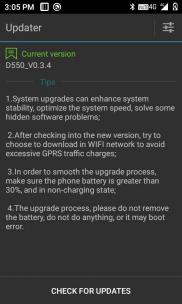 3:05 PM
4G
Updater
Current version
D550_V0.3.4
Tips
1.System upgrades can enhance system
stability, optimize the system speed, solve some
hidden software problems;
2.After checking into the new version, try to
choose to download in WIFI network to avoid
excessive GPRS traffic charges;
3.In order to smooth the upgrade process,
make sure the phone battery is greater than
30%, and in non-charging state;
4.The upgrade process, please do not remove
the battery, do not do anything, or it may boot
error.
CHECK FOR UPDATES